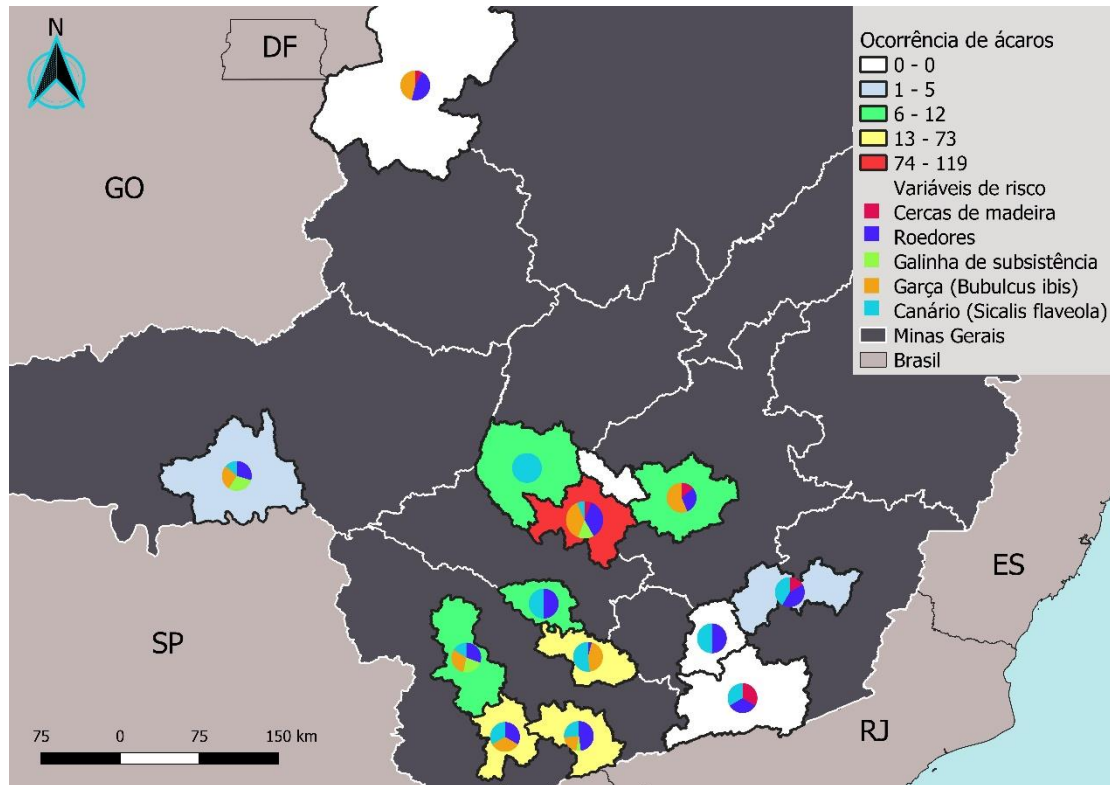 N
DF
GO
SP
ES
RJ
Ocorrência de ácaros
0 - 0
1 - 5
6 - 12
13 - 73
74 - 119
Variáveis de risco
Cercas de madeira
Roedores
Galinha de subsistência
Garça (Bubulcus ibis)
Canário (Sicalis flaveola)
Minas Gerais
Brasil
75 0 75 150 km